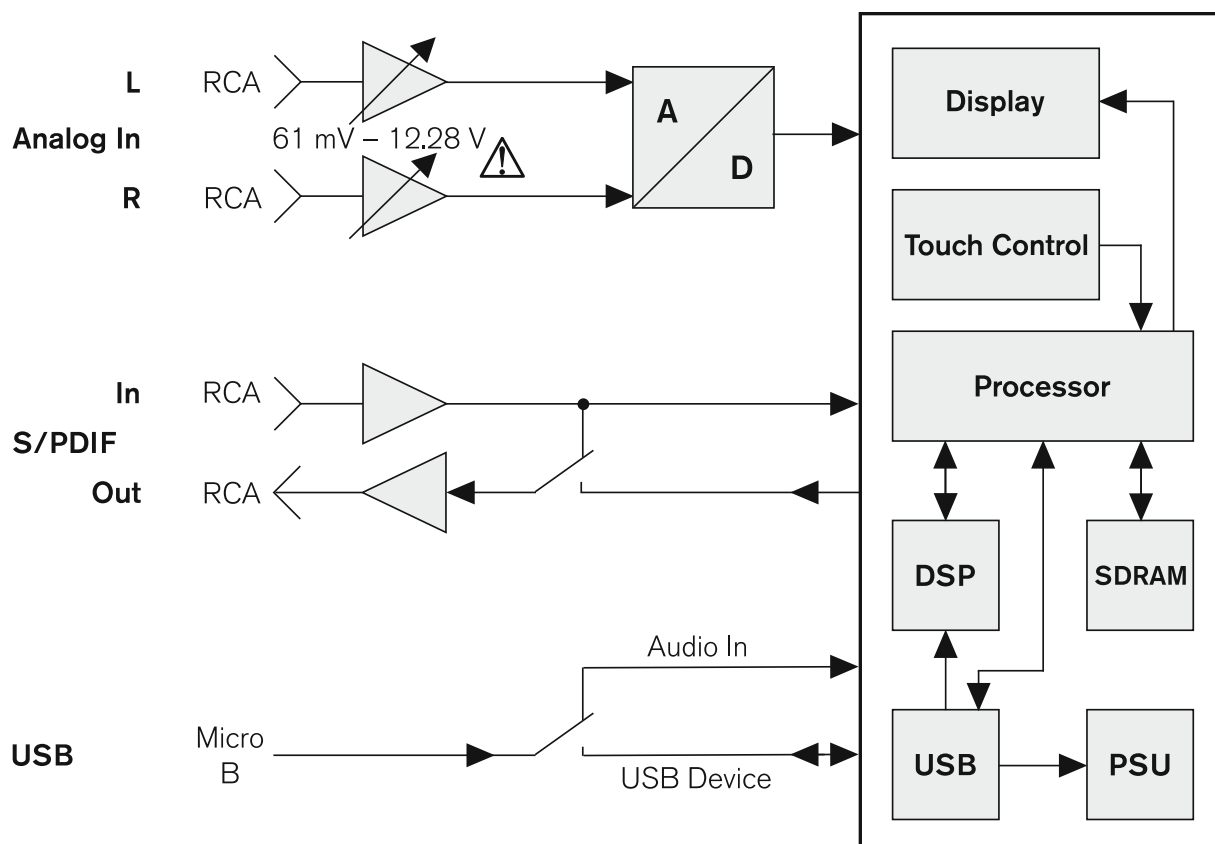 L RCA
Analog In 61 mV – 12.28 V
R RCA
A
D
In RCA
S/PDIF
Out RCA
Audio In
USB Micro B
USB Device
Display
Touch Control
Processor
DSP
SDRAM
USB
PSU